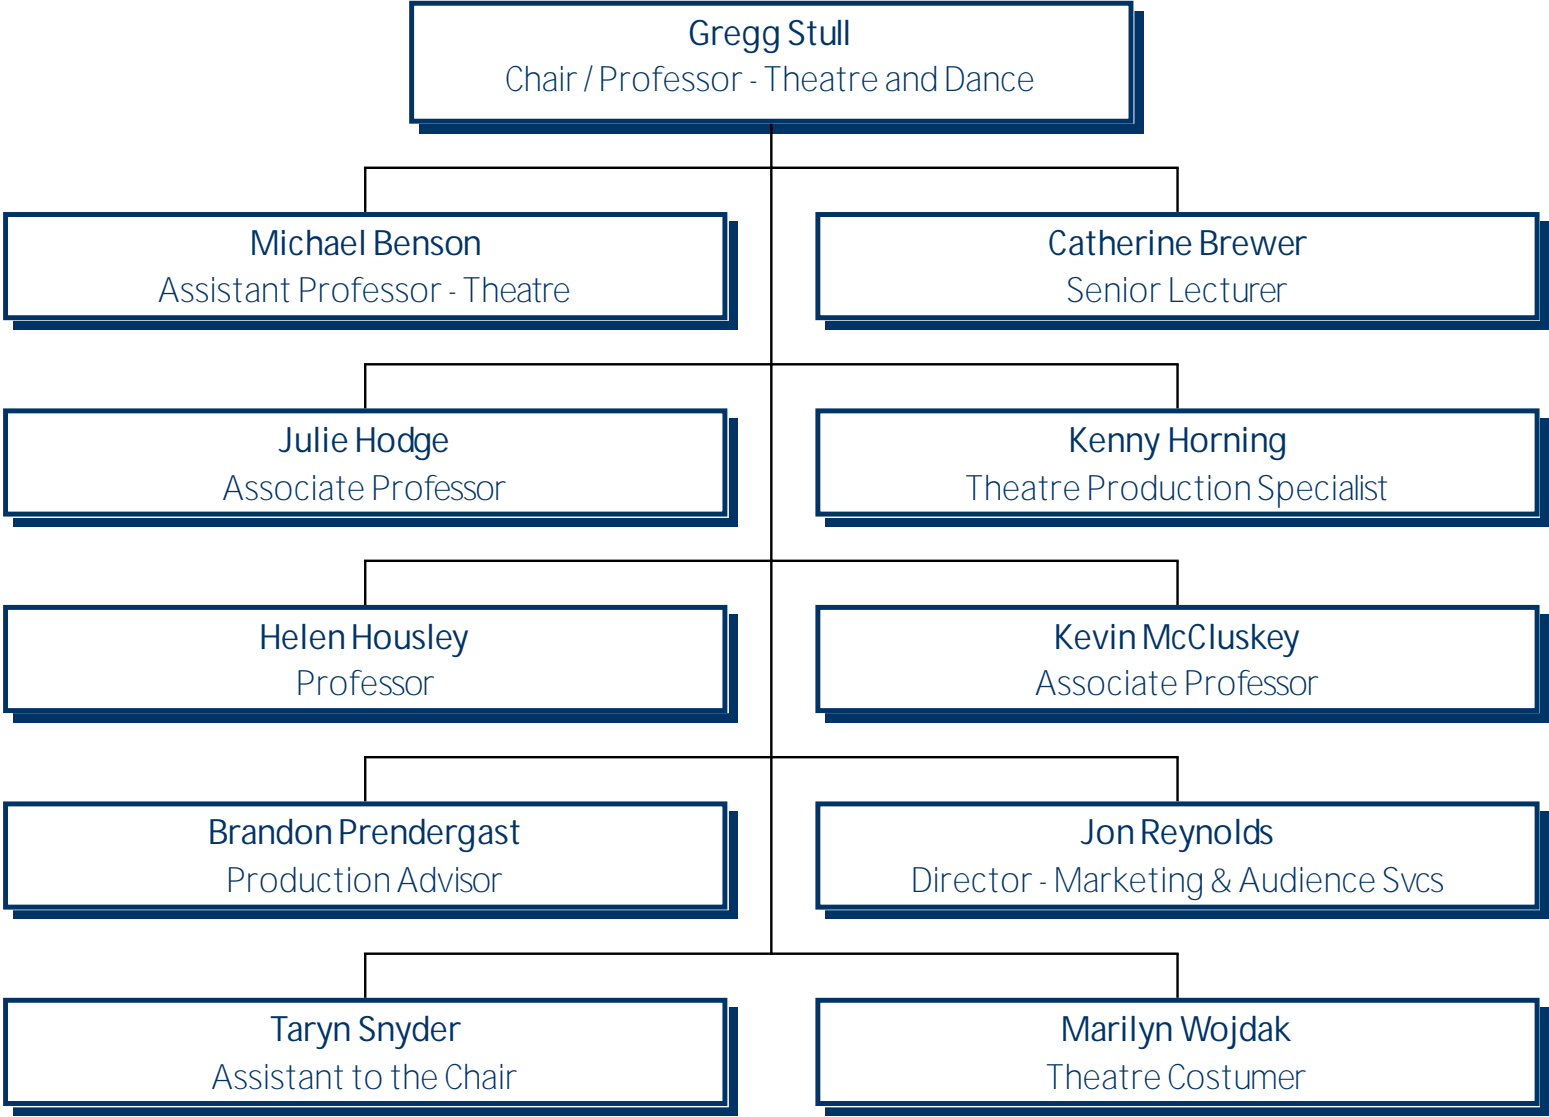 Gregg Stull
Chair / Professor - Theatre and Dance
Michael Benson
Assistant Professor - Theatre
Catherine Brewer
Senior Lecturer
Julie Hodge
Associate Professor
Kenny Horning
Theatre Production Specialist
Helen Housley
Professor
Kevin McCluskey
Associate Professor
Brandon Prendergast
Production Advisor
Jon Reynolds
Director - Marketing & Audience Svcs
Taryn Snyder
Assistant to the Chair
Marilyn Wojdak
Theatre Costumer